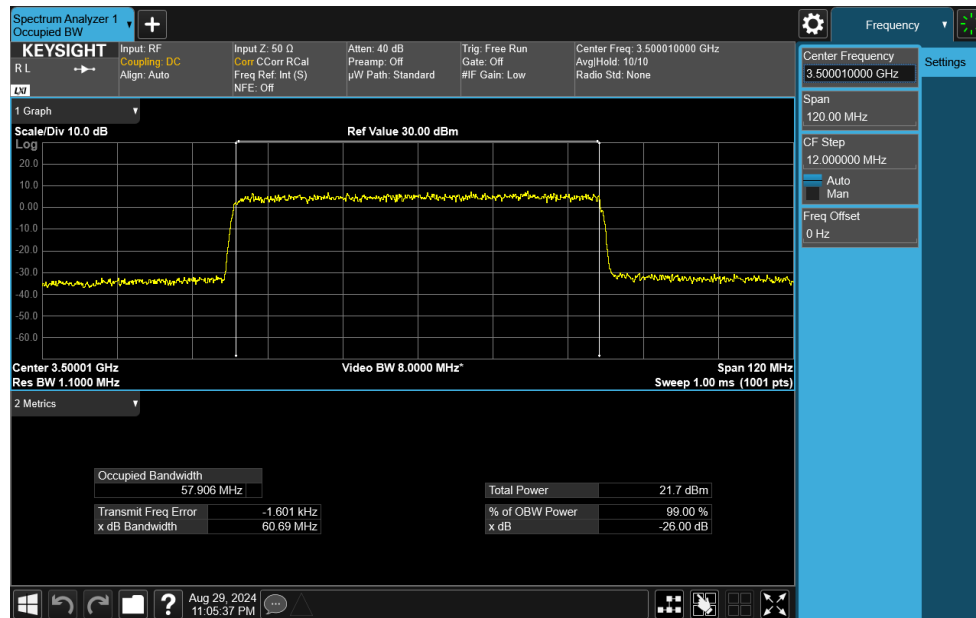 Spectrum Analyzer 1
Occupied BW
+
Frequency
KEYSIGHT
R L
LXI
Input: RF
Coupling: DC
Align: Auto
Input Z: 50 Ω
Corr CCorr RCal
Freq Ref: Int (S)
NFE: Off
Atten: 40 dB
Preamp: Off
µW Path: Standard
Trig: Free Run
Gate: Off
#IF Gain: Low
Center Freq: 3.500010000 GHz
Avg|Hold: 10/10
Radio Std: None
Center Frequency
3.500010000 GHz
Settings
Span
120.00 MHz
CF Step
12.000000 MHz
Auto
Man
Freq Offset
0 Hz
1 Graph
Scale/Div 10.0 dB
Ref Value 30.00 dBm
Log
20.0
10.0
0.00
-10.0
-20.0
-30.0
-40.0
-50.0
-60.0
Center 3.50001 GHz
Video BW 8.0000 MHz*
Span 120 MHz
Res BW 1.1000 MHz
Sweep 1.00 ms (1001 pts)
2 Metrics
Occupied Bandwidth
57.906 MHz
Total Power 21.7 dBm
Transmit Freq Error -1.601 kHz
% of OBW Power 99.00 %
x dB Bandwidth 60.69 MHz
x dB -26.00 dB
?
Aug 29, 2024
11:05:37 PM